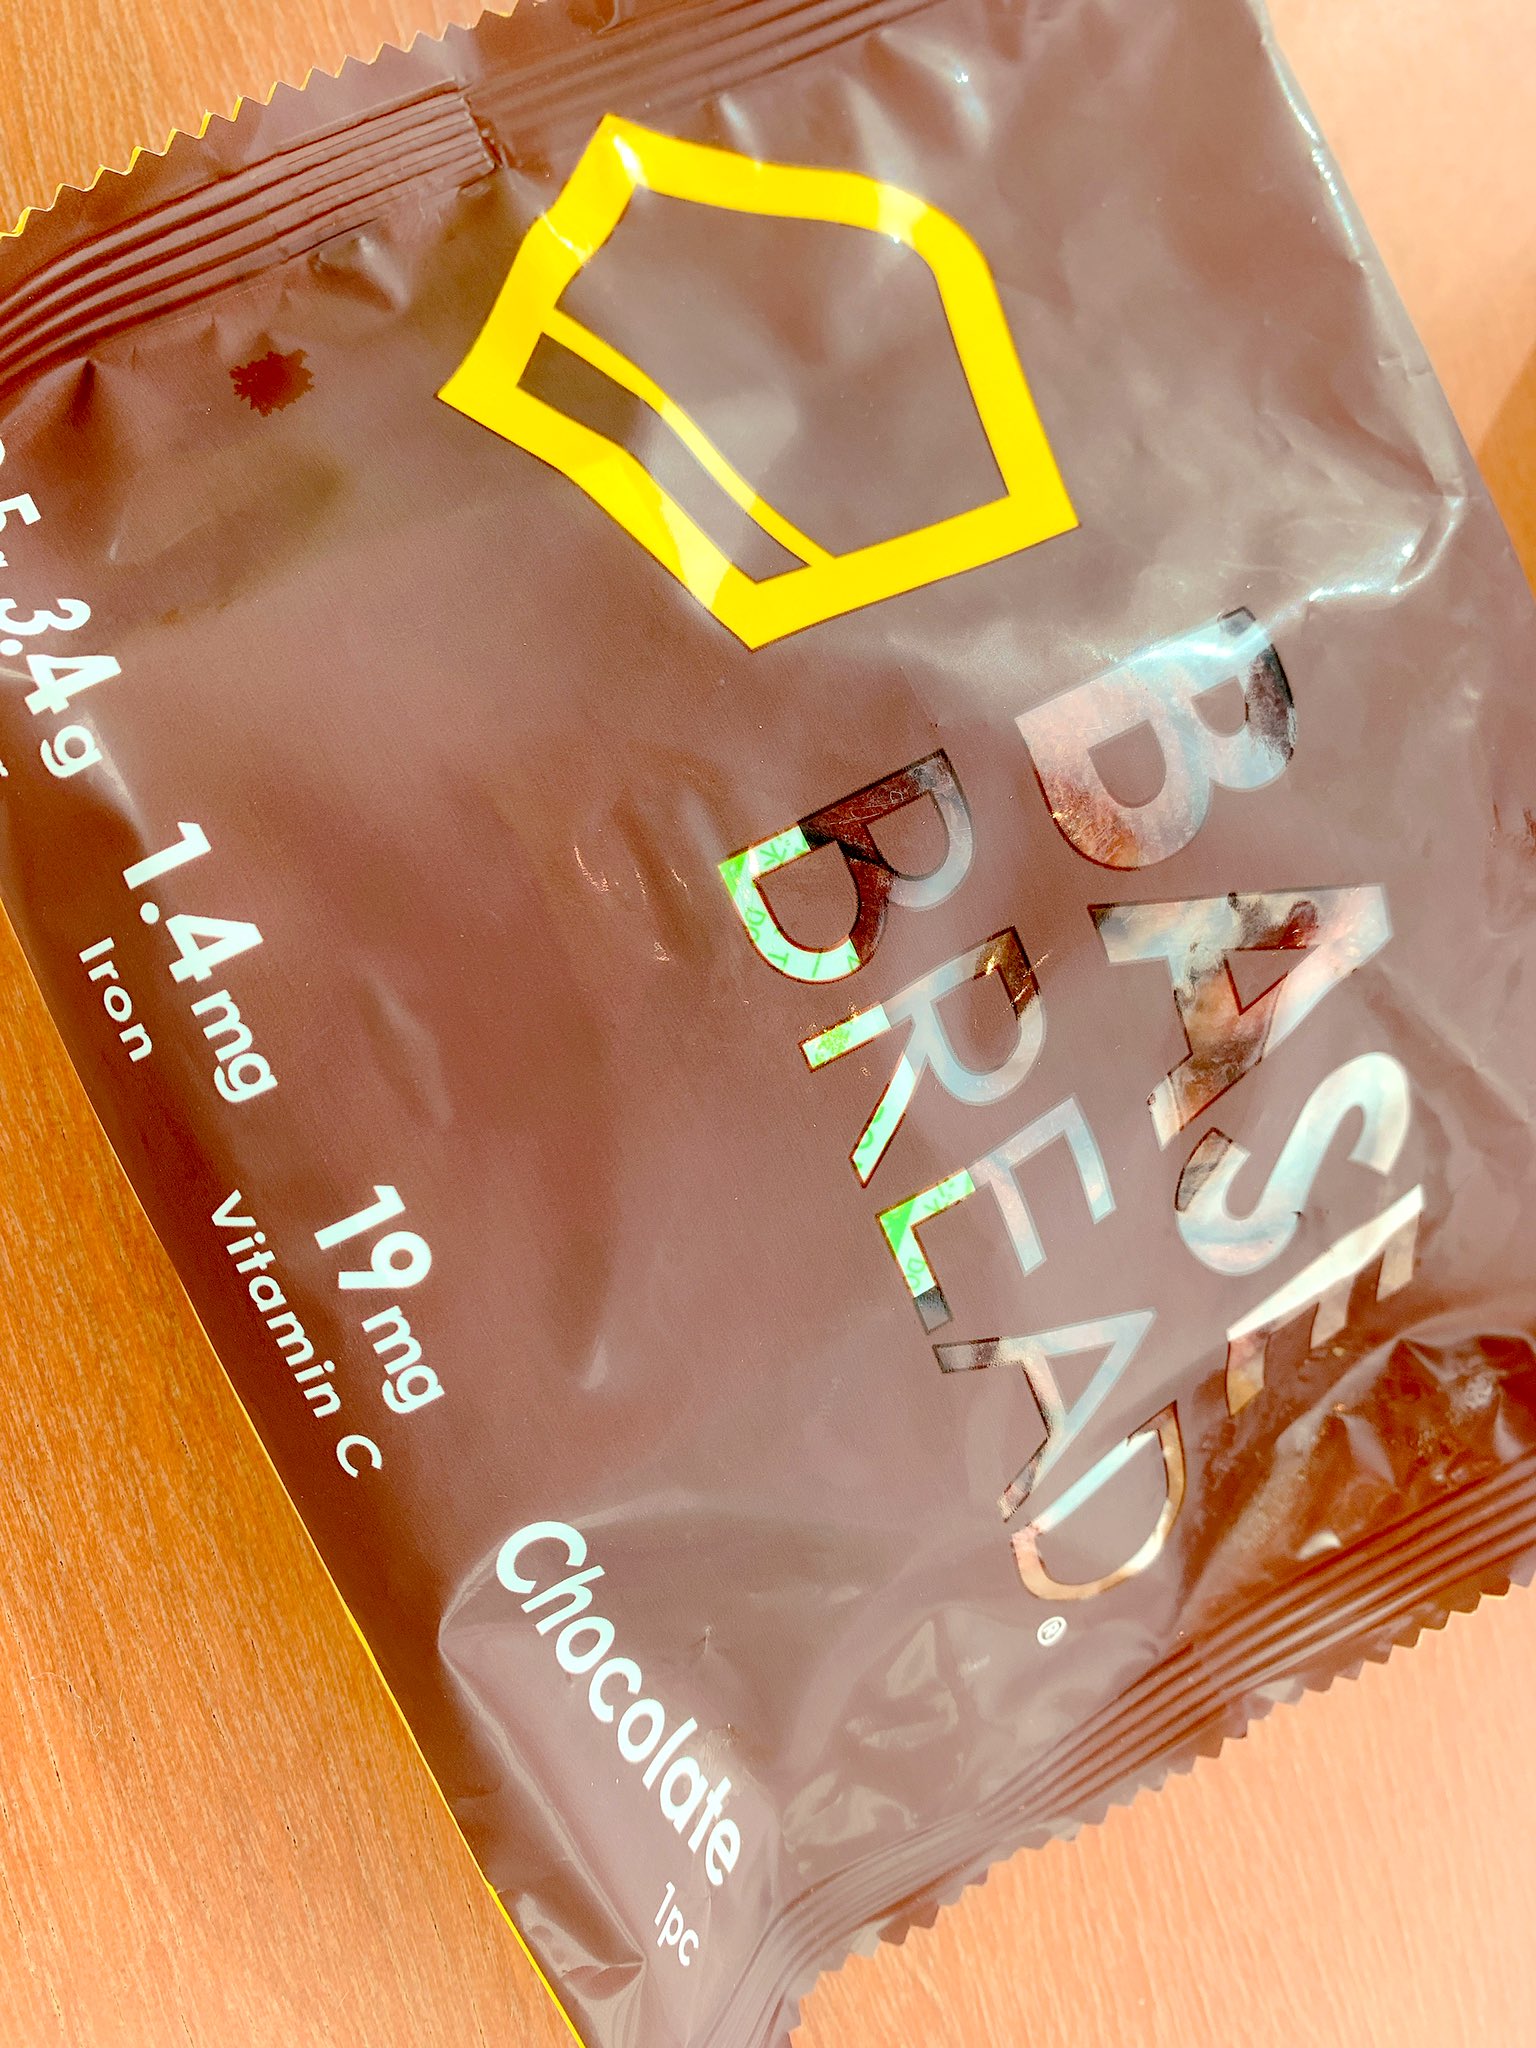 BASE
BREAD®
3.4g
1.4mg
Iron
19mg
Vitamin C
Chocolate
1pc